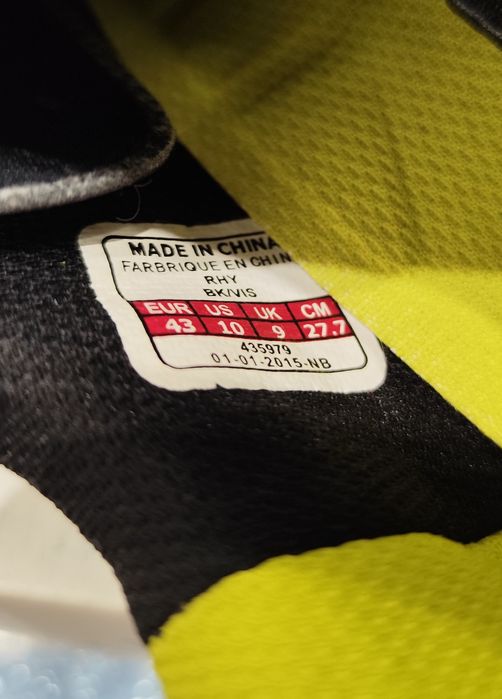 MADE IN CHINA
FARBRIQUE EN CHIN
RHY
BK/VIS
EUR US UK CM
43 10 9 27.7
435979
01-01-2015-NB